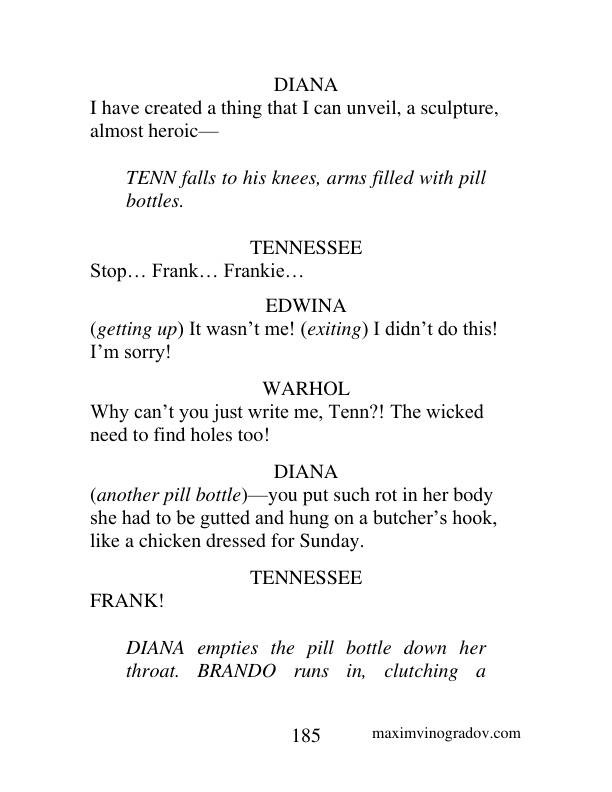 DIANA
I have created a thing that I can unveil, a sculpture,
almost heroic—
TENN falls to his knees, arms filled with pill
bottles.
TENNESSEE
Stop… Frank… Frankie…
EDWINA
(getting up) It wasn’t me! (exiting) I didn’t do this!
I’m sorry!
WARHOL
Why can’t you just write me, Tenn?! The wicked
need to find holes too!
DIANA
(another pill bottle)—you put such rot in her body
she had to be gutted and hung on a butcher’s hook,
like a chicken dressed for Sunday.
TENNESSEE
FRANK!
DIANA empties the pill bottle down her
throat. BRANDO runs in, clutching a
185 maximvinogradov.com